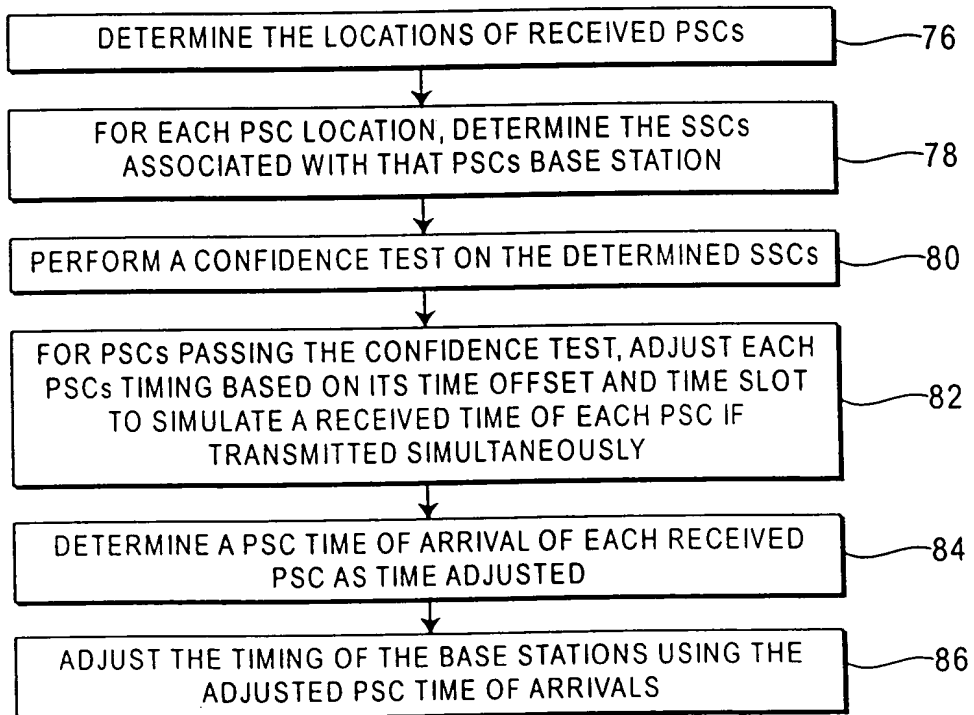 DETERMINE THE LOCATIONS OF RECEIVED PSCs
76
FOR EACH PSC LOCATION, DETERMINE THE SSCs
ASSOCIATED WITH THAT PSCs BASE STATION
78
PERFORM A CONFIDENCE TEST ON THE DETERMINED SSCs
80
FOR PSCs PASSING THE CONFIDENCE TEST, ADJUST EACH
PSCs TIMING BASED ON ITS TIME OFFSET AND TIME SLOT
TO SIMULATE A RECEIVED TIME OF EACH PSC IF
TRANSMITTED SIMULTANEOUSLY
82
DETERMINE A PSC TIME OF ARRIVAL OF EACH RECEIVED
PSC AS TIME ADJUSTED
84
ADJUST THE TIMING OF THE BASE STATIONS USING THE
ADJUSTED PSC TIME OF ARRIVALS
86